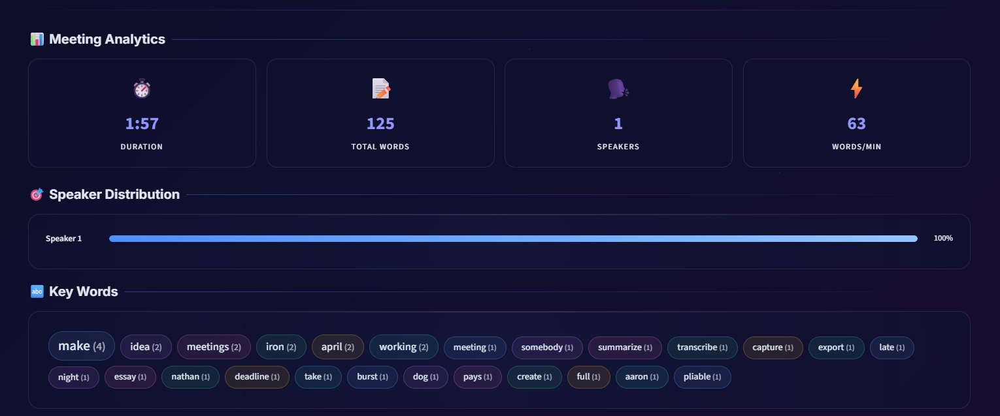 Meeting Analytics
1:57
DURATION
125
TOTAL WORDS
1
SPEAKERS
63
WORDS/MIN
Speaker Distribution
Speaker 1 100%
abc Key Words
make (4) idea (2) meetings (2) iron (2) april (2) working (2) meeting (1) somebody (1) summarize (1) transcribe (1) capture (1) export (1) late (1)
night (1) essay (1) nathan (1) deadline (1) take (1) burst (1) dog (1) pays (1) create (1) full (1) aaron (1) pliable (1)